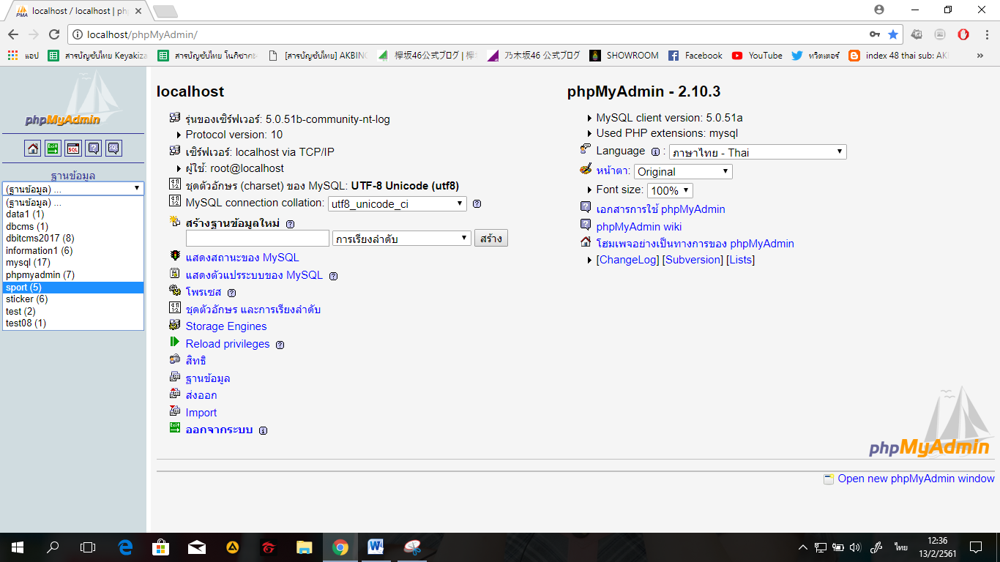 localhost / localhost | ph
localhost/phpMyAdmin/
แอป
สารบัญซับไทย Keyakiza
สารบัญซับไทย โนกิซากะ
[สารบัญซับไทย] AKBIN
欅坂46公式ブログ | 欅
乃木坂46 公式ブログ
SHOWROOM
Facebook
YouTube
ทวิตเตอร์
index 48 thai sub: AK
»
phpMyAdmin
Exit
SQL
SQL
ฐานข้อมูล
(ฐานข้อมูล) ...
(ฐานข้อมูล) ...
data1 (1)
dbcms (1)
dbitcms2017 (8)
information1 (6)
mysql (17)
phpmyadmin (7)
sport (5)
sticker (6)
test (2)
test08 (1)
localhost
รุ่นของเซิร์ฟเวอร์: 5.0.51b-community-nt-log
Protocol version: 10
เซิร์ฟเวอร์: localhost via TCP/IP
ผู้ใช้: root@localhost
ชุดตัวอักษร (charset) ของ MySQL: UTF-8 Unicode (utf8)
MySQL connection collation: utf8_unicode_ci
สร้างฐานข้อมูลใหม่
การเรียงลำดับ สร้าง
แสดงสถานะของ MySQL
แสดงตัวแปรระบบของ MySQL
โพรเซส
ชุดตัวอักษร และการเรียงลำดับ
Storage Engines
Reload privileges
สิทธิ
ฐานข้อมูล
ส่งออก
Import
ออกจากระบบ
phpMyAdmin - 2.10.3
MySQL client version: 5.0.51a
Used PHP extensions: mysql
Language : ภาษาไทย - Thai
หน้าตา: Original
Font size: 100%
เอกสารการใช้ phpMyAdmin
phpMyAdmin wiki
โฮมเพจอย่างเป็นทางการของ phpMyAdmin
[ChangeLog] [Subversion] [Lists]
phpMyAdmin
Open new phpMyAdmin window
ไทย
12:36
13/2/2561